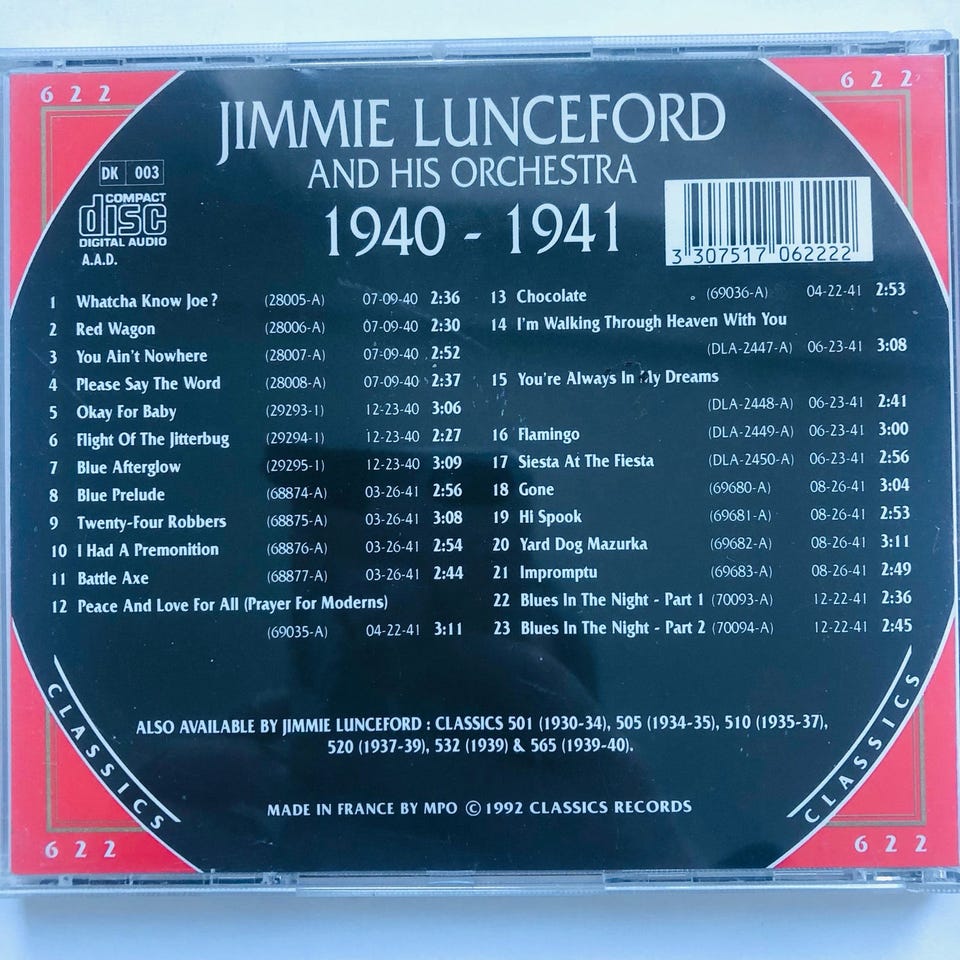 622
622
JIMMIE LUNCEFORD
AND HIS ORCHESTRA
1940 - 1941
DK 003
COMPACT
disc
DIGITAL AUDIO
A.A.D.
3 307517 062222
1 Whatcha Know Joe? (28005-A) 07-09-40 2:36
2 Red Wagon (28006-A) 07-09-40 2:30
3 You Ain't Nowhere (28007-A) 07-09-40 2:52
4 Please Say The Word (28008-A) 07-09-40 2:37
5 Okay For Baby (29293-1) 12-23-40 3:06
6 Flight Of The Jitterbug (29294-1) 12-23-40 2:27
7 Blue Afterglow (29295-1) 12-23-40 3:09
8 Blue Prelude (68874-A) 03-26-41 2:56
9 Twenty-Four Robbers (68875-A) 03-26-41 3:08
10 I Had A Premonition (68876-A) 03-26-41 2:54
11 Battle Axe (68877-A) 03-26-41 2:44
12 Peace And Love For All (Prayer For Moderns)
(69035-A) 04-22-41 3:11
13 Chocolate (69036-A) 04-22-41 2:53
14 I'm Walking Through Heaven With You
(DLA-2447-A) 06-23-41 3:08
15 You're Always In My Dreams
(DLA-2448-A) 06-23-41 2:41
16 Flamingo (DLA-2449-A) 06-23-41 3:00
17 Siesta At The Fiesta (DLA-2450-A) 06-23-41 2:56
18 Gone (69680-A) 08-26-41 3:04
19 Hi Spook (69681-A) 08-26-41 2:53
20 Yard Dog Mazurka (69682-A) 08-26-41 3:11
21 Impromptu (69683-A) 08-26-41 2:49
22 Blues In The Night - Part 1 (70093-A) 12-22-41 2:36
23 Blues In The Night - Part 2 (70094-A) 12-22-41 2:45
ALSO AVAILABLE BY JIMMIE LUNCEFORD : CLASSICS 501 (1930-34), 505 (1934-35), 510 (1935-37),
520 (1937-39), 532 (1939) & 565 (1939-40).
MADE IN FRANCE BY MPO © 1992 CLASSICS RECORDS
CLASSICS
CLASSICS
622
622